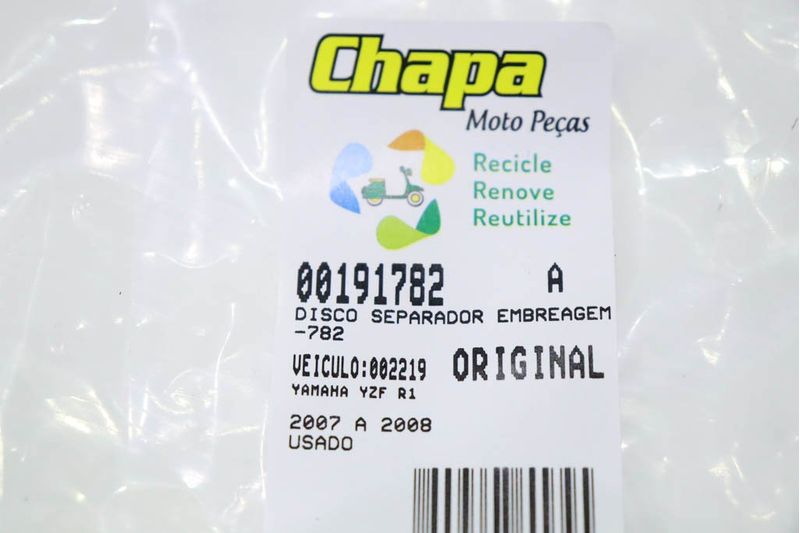 Chapa
Moto Peças
Recicle
Renove
Reutilize
00191782 A
DISCO SEPARADOR EMBREAGEM
-782
VEICULO:002219 ORIGINAL
YAMAHA YZF R1
2007 A 2008
USADO